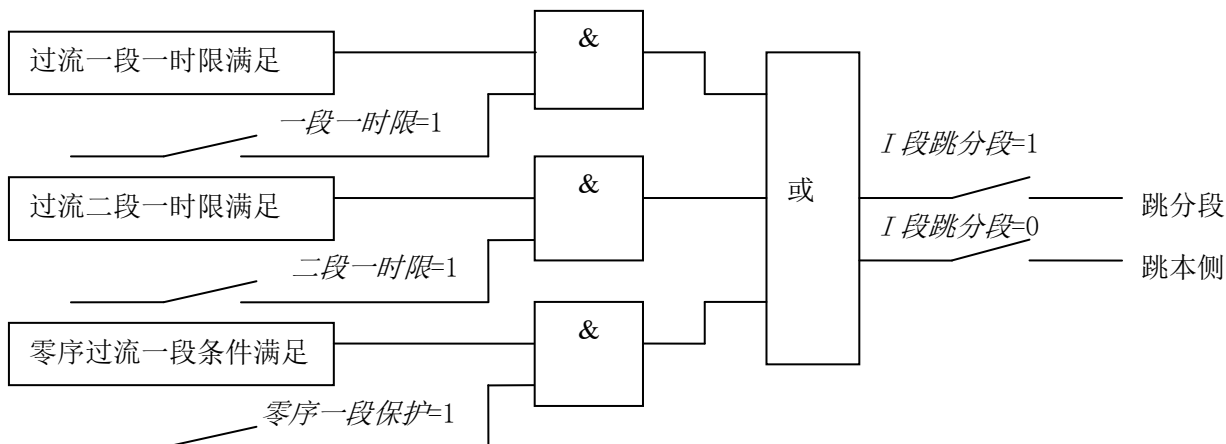 过流一段一时限满足
&
一段一时限=1
过流二段一时限满足
&
二段一时限=1
零序过流一段条件满足
&
零序一段保护=1
或
I 段跳分段=1
跳分段
I 段跳分段=0
跳本侧